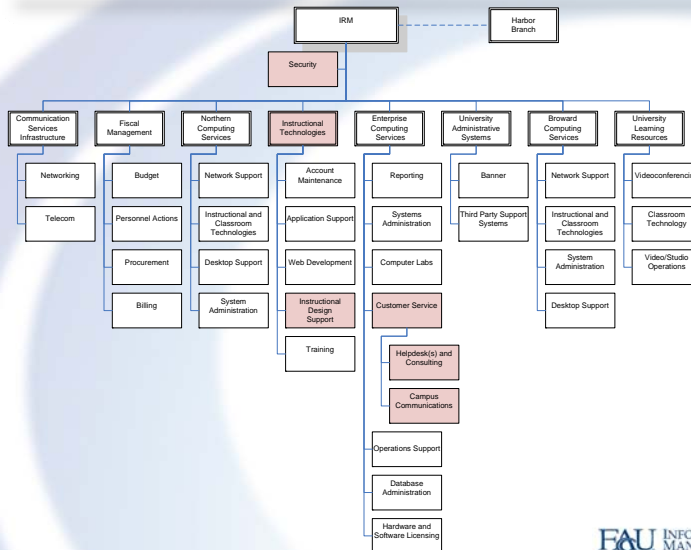 IRM
Harbor
Branch
Security
Communication
Services
Infrastructure
Fiscal
Management
Northern
Computing
Services
Instructional
Technologies
Enterprise
Computing
Services
University
Administrative
Systems
Broward
Computing
Services
University
Learning
Resources
Networking
Telecom
Budget
Personnel Actions
Procurement
Billing
Network Support
Instructional and
Classroom
Technologies
Desktop Support
System
Administration
Account
Maintenance
Application Support
Web Development
Instructional
Design
Support
Training
Reporting
Systems
Administration
Computer Labs
Customer Service
Helpdesk(s) and
Consulting
Campus
Communications
Operations Support
Database
Administration
Hardware and
Software Licensing
Banner
Third Party Support
Systems
Network Support
Instructional and
Classroom
Technologies
System
Administration
Desktop Support
Videoconferencin
Classroom
Technology
Video/Studio
Operations
FAU INFO
MAN